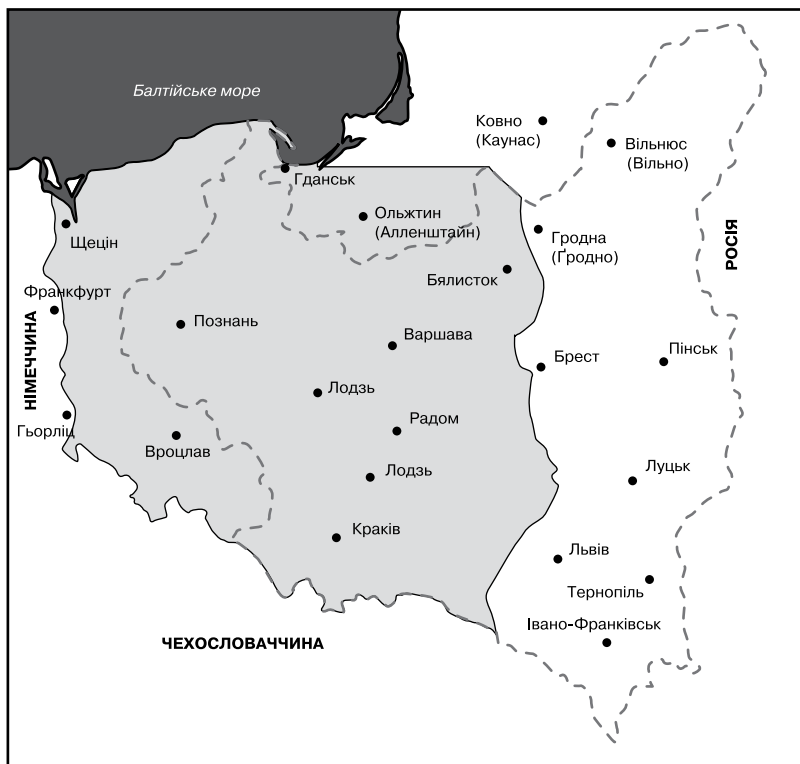 Балтійське море
Ковно
(Каунас)
Вільнюс
(Вільно)
Гданськ
Ольжтин
(Алленштайн)
Щецін
Гродна
(Ґродно)
РОСІЯ
Бялисток
Франкфурт
Познань
Варшава
НІМЕЧЧИНА
Брест
Пінськ
Лодзь
Гьорліц
Радом
Вроцлав
Лодзь
Луцьк
Краків
Львів
Тернопіль
Івано-Франківськ
ЧЕХОСЛОВАЧЧИНА